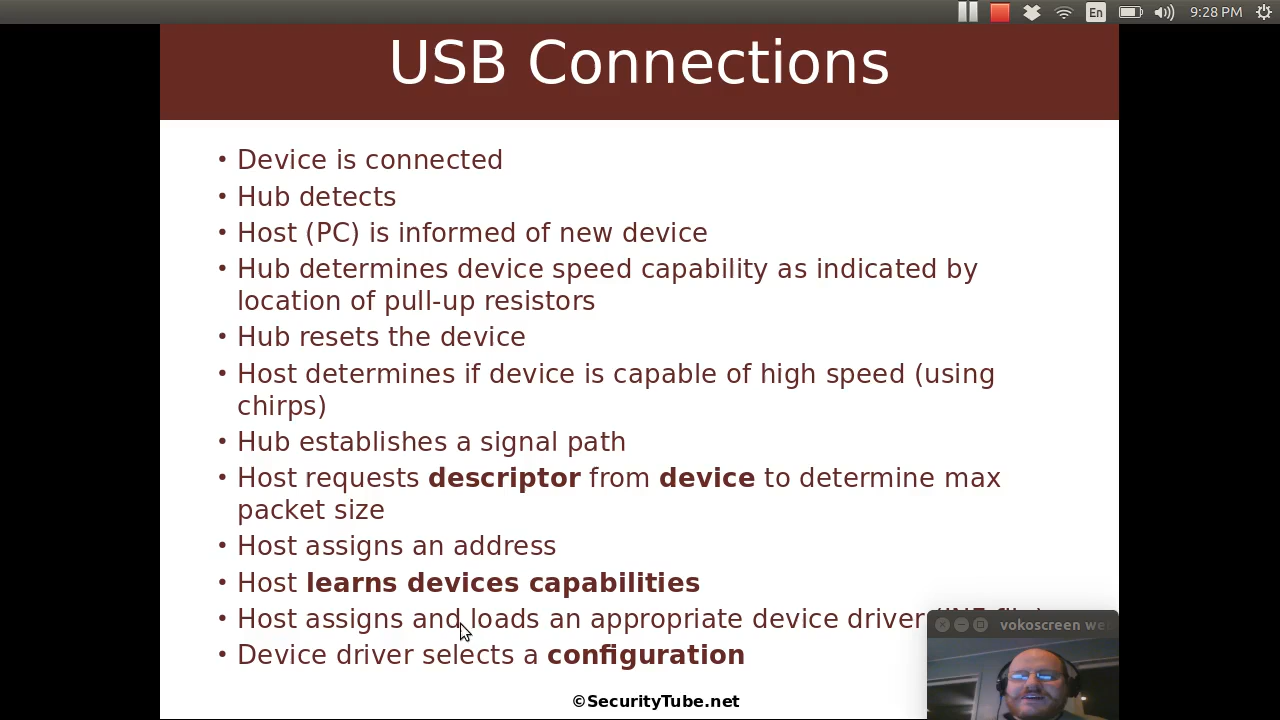 En
9:28 PM
USB Connections
• Device is connected
• Hub detects
• Host (PC) is informed of new device
• Hub determines device speed capability as indicated by
location of pull-up resistors
• Hub resets the device
• Host determines if device is capable of high speed (using
chirps)
• Hub establishes a signal path
• Host requests descriptor from device to determine max
packet size
• Host assigns an address
• Host learns devices capabilities
• Host assigns and loads an appropriate device driver
• Device driver selects a configuration
vokoscreen
©SecurityTube.net